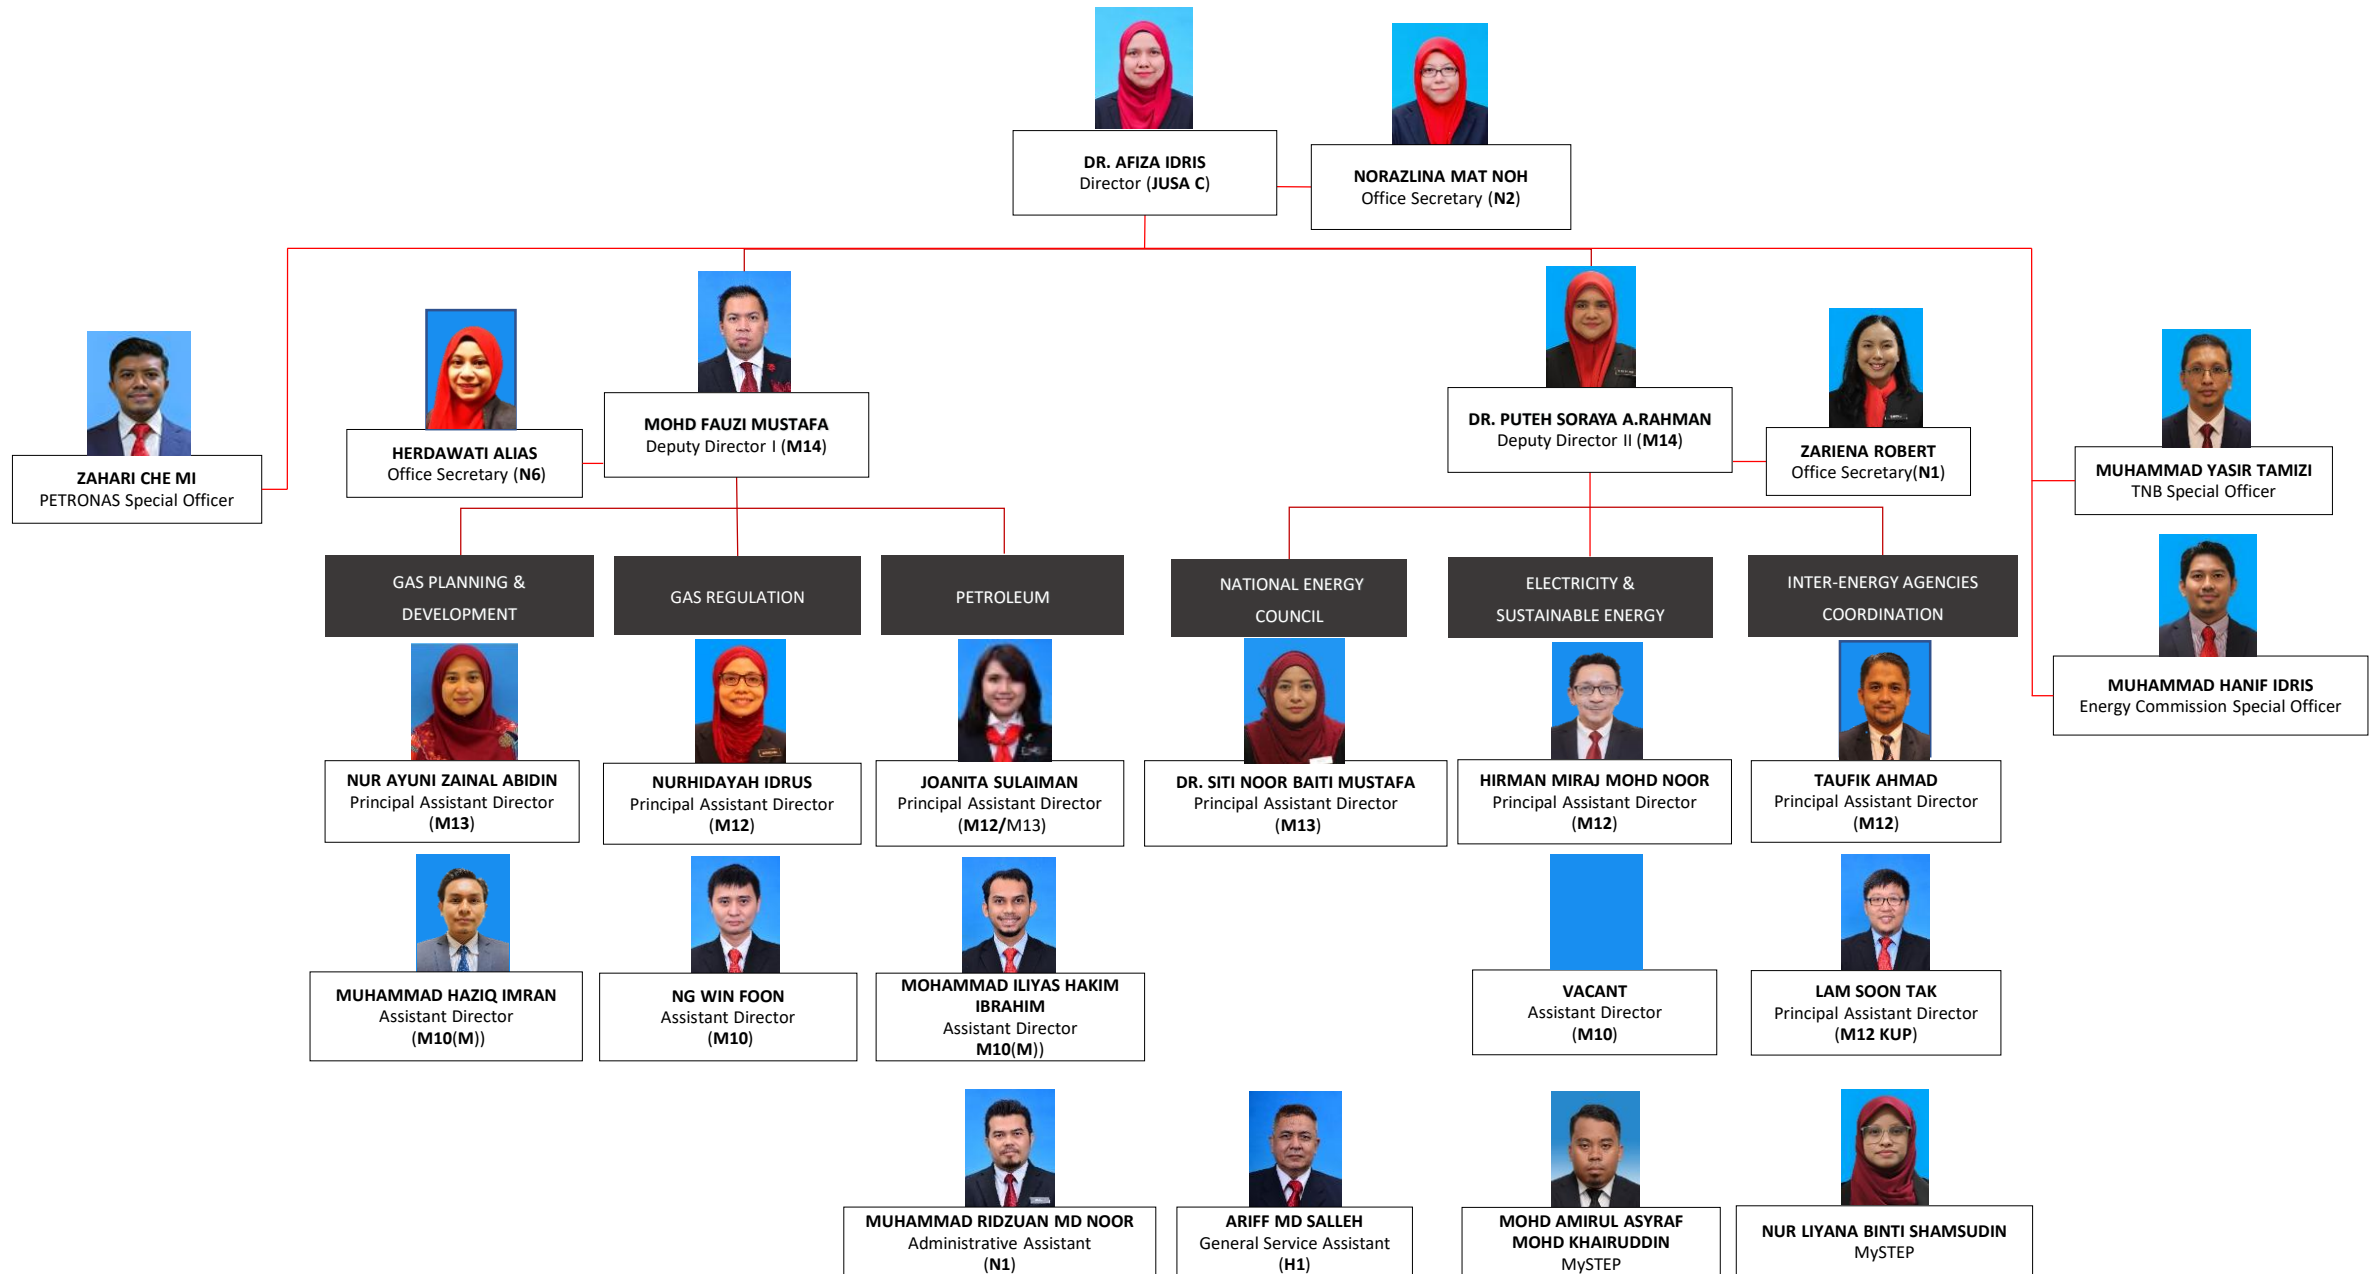 DR. AFIZA IDRIS
Director (JUSA C)
NORAZLINA MAT NOH
Office Secretary (N2)
ZAHARI CHE MI
PETRONAS Special Officer
HERDAWATI ALIAS
Office Secretary (N6)
MOHD FAUZI MUSTAFA
Deputy Director I (M14)
DR. PUTEH SORAYA A.RAHMAN
Deputy Director II (M14)
ZARIENA ROBERT
Office Secretary(N1)
MUHAMMAD YASIR TAMIZI
TNB Special Officer
MUHAMMAD HANIF IDRIS
Energy Commission Special Officer
GAS PLANNING &
DEVELOPMENT
GAS REGULATION
PETROLEUM
NATIONAL ENERGY
COUNCIL
ELECTRICITY &
SUSTAINABLE ENERGY
INTER-ENERGY AGENCIES
COORDINATION
NUR AYUNI ZAINAL ABIDIN
Principal Assistant Director
(M13)
NURHIDAYAH IDRUS
Principal Assistant Director
(M12)
JOANITA SULAIMAN
Principal Assistant Director
(M12/M13)
DR. SITI NOOR BAITI MUSTAFA
Principal Assistant Director
(M13)
HIRMAN MIRAJ MOHD NOOR
Principal Assistant Director
(M12)
TAUFIK AHMAD
Principal Assistant Director
(M12)
MUHAMMAD HAZIQ IMRAN
Assistant Director
(M10(M))
NG WIN FOON
Assistant Director
(M10)
MOHAMMAD ILIYAS HAKIM
IBRAHIM
Assistant Director
M10(M))
VACANT
Assistant Director
(M10)
LAM SOON TAK
Principal Assistant Director
(M12 KUP)
MUHAMMAD RIDZUAN MD NOOR
Administrative Assistant
(N1)
ARIFF MD SALLEH
General Service Assistant
(H1)
MOHD AMIRUL ASYRAF
MOHD KHAIRUDDIN
MySTEP
NUR LIYANA BINTI SHAMSUDIN
MySTEP